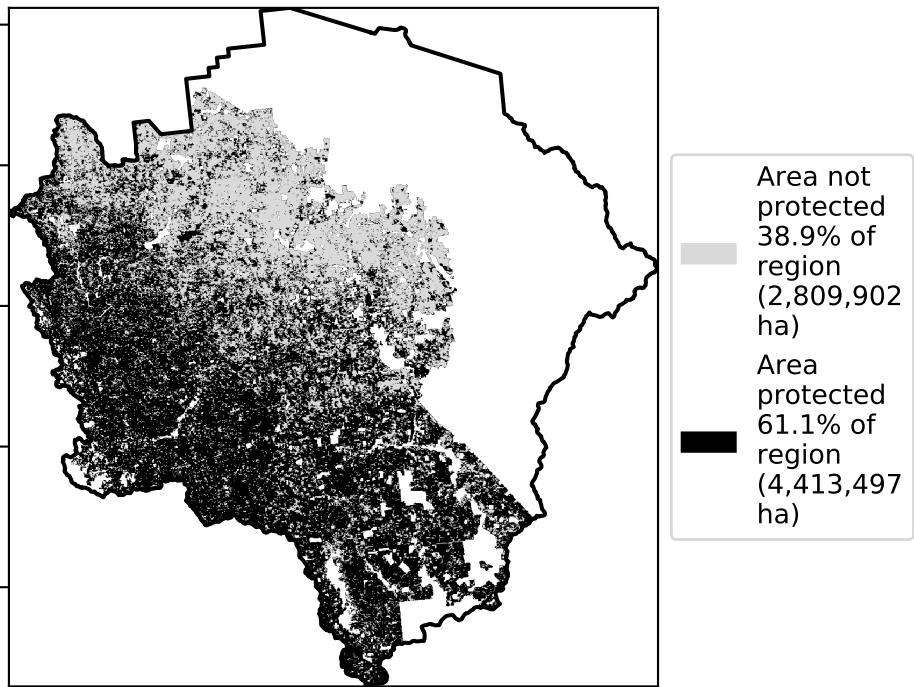 Area not
protected
38.9% of
region
(2,809,902
ha)
Area
protected
61.1% of
region
(4,413,497
ha)